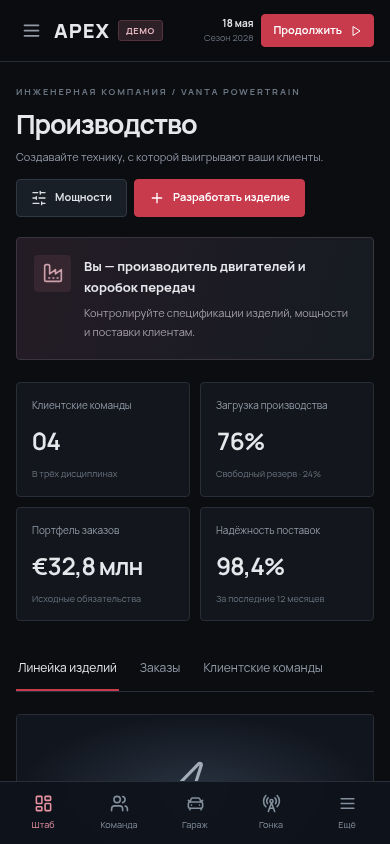 APEX
ДЕМО
18 мая
Сезон 2028
Продолжить
ИНЖЕНЕРНАЯ КОМПАНИЯ / VANTA POWERTRAIN
Производство
Создавайте технику, с которой выигрывают ваши клиенты.
Мощности
Разработать изделие
Вы — производитель двигателей и
коробок передач
Контролируйте спецификации изделий, мощности
и поставки клиентам.
Клиентские команды
04
В трёх дисциплинах
Загрузка производства
76%
Свободный резерв · 24%
Портфель заказов
€32,8 млн
Исходные обязательства
Надёжность поставок
98,4%
За последние 12 месяцев
Линейка изделий
Заказы
Клиентские команды
Штаб
Команда
Гараж
Гонка
Ещё